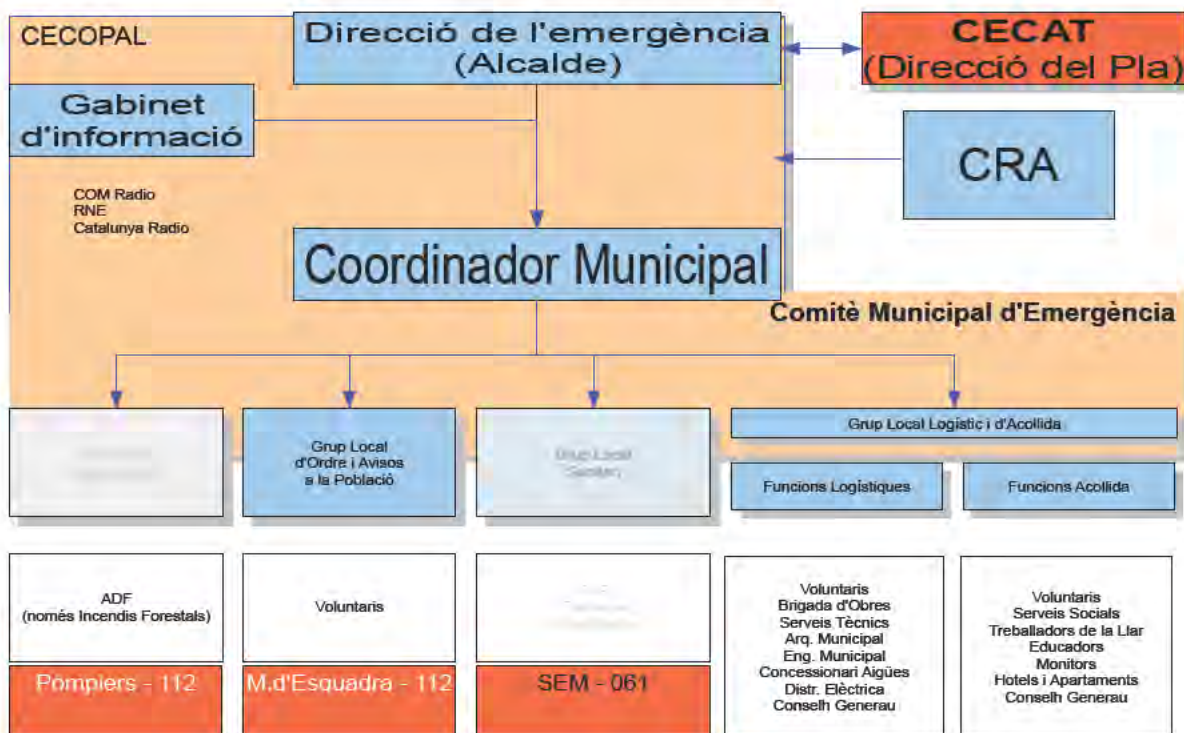 CECOPAL
Direcció de l'emergència
(Alcalde)
CECAT
(Direcció del Pla)
Gabinet
d'informació
CRA
COM Radio
RNE
Catalunya Radio
Coordinador Municipal
Comitè Municipal d'Emergència
Grup Local
d'Ordre i Avisos
a la Població
Grup Local
Sanitari
Grup Local Logístic i d'Acollida
Funcions Logístiques
Funcions Acollida
ADF
(només Incendis Forestals)
Voluntaris
Voluntaris
Brigada d'Obres
Serveis Tècnics
Arq. Municipal
Eng. Municipal
Concessionari Aigües
Distr. Elèctrica
Conselh Generau
Voluntaris
Serveis Socials
Treballadors de la Llar
Educadors
Monitors
Hotels i Apartaments
Conselh Generau
Pómpiers - 112
M.d'Esquadra - 112
SEM - 061